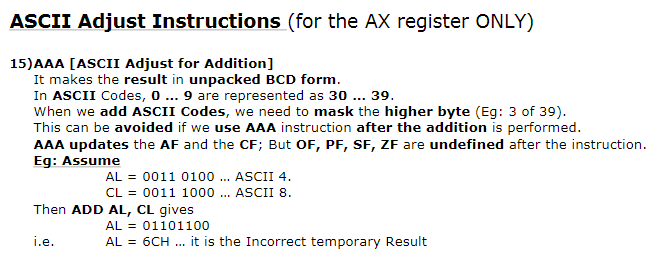 ASCII Adjust Instructions (for the AX register ONLY)
15)AAA [ASCII Adjust for Addition]
It makes the result in unpacked BCD form.
In ASCII Codes, 0 ... 9 are represented as 30 ... 39.
When we add ASCII Codes, we need to mask the higher byte (Eg: 3 of 39).
This can be avoided if we use AAA instruction after the addition is performed.
AAA updates the AF and the CF; But OF, PF, SF, ZF are undefined after the instruction.
Eg: Assume
AL = 0011 0100 ... ASCII 4.
CL = 0011 1000 ... ASCII 8.
Then ADD AL, CL gives
AL = 01101100
i.e. AL = 6CH ... it is the Incorrect temporary Result